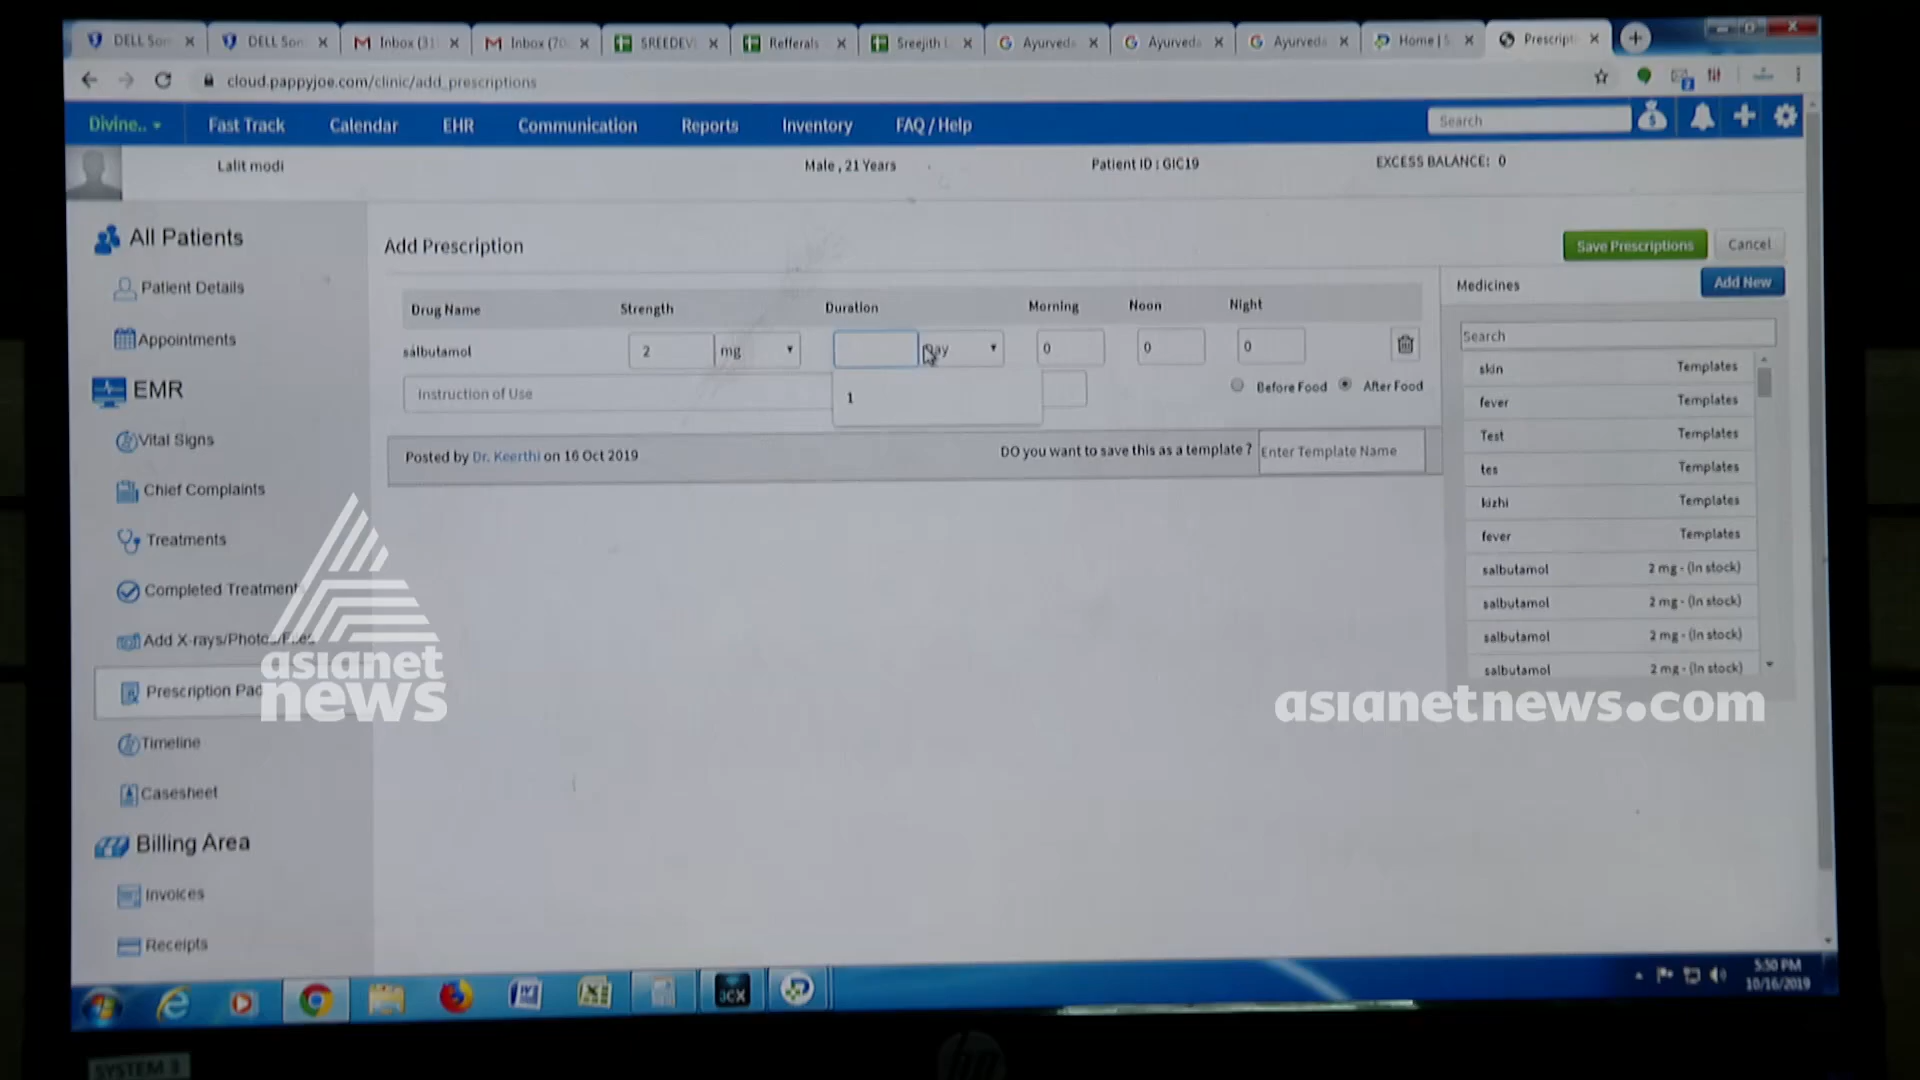 DELL Son
DELL Son
Inbox (31
Inbox (70
SREEDEVI
Refferals
Sreejith
Ayurveda
Ayurveda
Ayurveda
Home | S
Prescripti
cloud.pappyjoe.com/clinic/add_prescriptions
Divine..
Fast Track
Calendar
EHR
Communication
Reports
Inventory
FAQ / Help
Search
Lalit modi
Male , 21 Years
Patient ID : GIC19
EXCESS BALANCE: 0
All Patients
Patient Details
Appointments
EMR
Vital Signs
Chief Complaints
Treatments
Completed Treatment
Add X-rays/Photos/Files
Prescription Pad
Timeline
Casesheet
Billing Area
Invoices
Receipts
Add Prescription
Save Prescriptions
Cancel
Drug Name Strength Duration Morning Noon Night
salbutamol 2 mg Day 0 0 0
Instruction of Use
1
Before Food After Food
Posted by Dr. Keerthi on 16 Oct 2019
DO you want to save this as a template ?
Enter Template Name
Medicines
Add New
Search
skin Templates
fever Templates
Test Templates
tes Templates
kizhi Templates
fever Templates
salbutamol 2 mg - (In stock)
salbutamol 2 mg - (In stock)
salbutamol 2 mg - (In stock)
salbutamol 2 mg - (In stock)
asianet
news
asianetnews.com
3CX
5:50 PM
10/16/2019
hp
SYSTEM 3